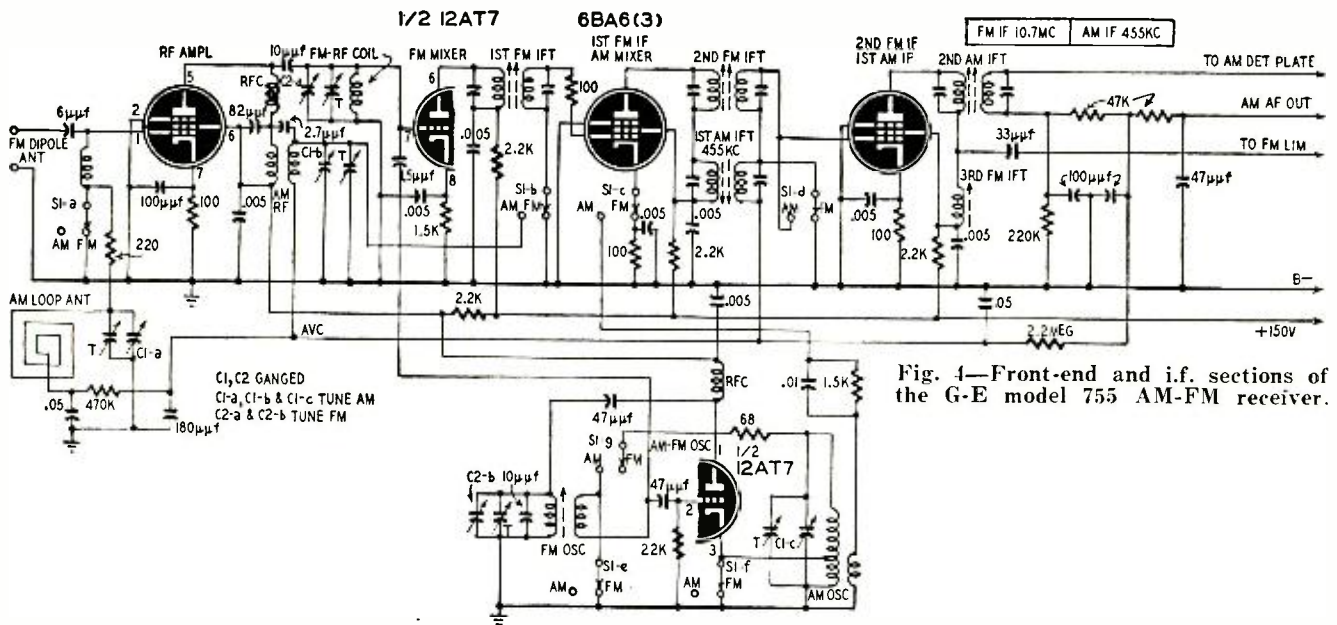 1/2 12AT7
6BA6(3)
RF AMPL
10µµf
FM-RF COIL
FM MIXER
1ST FM IFT
1ST FM IF
AM MIXER
2ND FM IFT
2ND FM IF
1ST AM IF
FM IF 10.7MC
AM IF 455KC
2ND AM IFT
TO AM DET PLATE
RFC
C2-
T
5
6
100
47K
AM AF OUT
6µµf
2
1
82µµf
6
2.7µµf
7
.005
33µµf
TO FM LIM
FM DIPOLE
ANT
7
C1-b
T
8
2.2K
1ST AM IFT
455KC
3RD FM IFT
100µµf
47µµf
S1-a
AM FM
100µµf
100
.005
AM
RF
.005
1.5K
S1-b
AM FM
S1-c
AM
FM
.005
.005
S1-d
AM
FM
.005
220
100
2.2K
100
2.2K
.005
220K
B-
AM LOOP ANT
2.2K
.005
.05
+150V
T
C1-a
AVC
2.2MEG
RFC
.01
1.5K
Fig. 4—Front-end and i.f. sections of
the G-E model 755 AM-FM receiver.
.05
470K
180µµf
C1, C2 GANGED
C1-a, C1-b & C1-c TUNE AM
C2-a & C2-b TUNE FM
47µµf
S1-g
AM
FM
AM-FM OSC
68
1
1/2
12AT7
C2-b
10µµf
T
FM OSC
47µµf
2
22K
3
T
C1-c
AM OSC
S1-e
AM
FM
S1-f
AM
FM